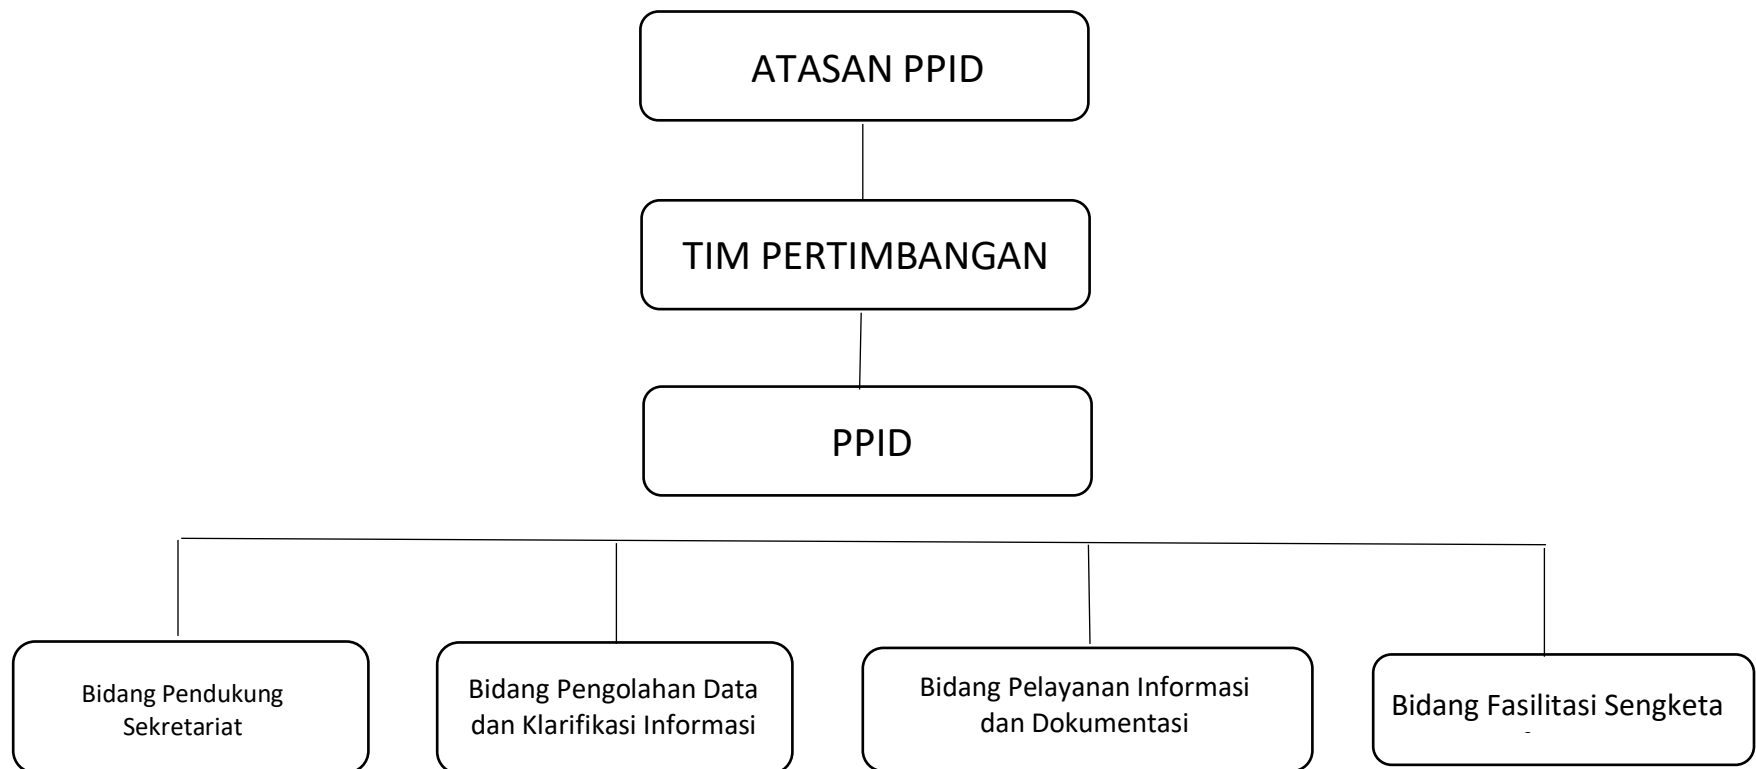 ATASAN PPID
TIM PERTIMBANGAN
PPID
Bidang Pendukung
Sekretariat
Bidang Pengolahan Data
dan Klarifikasi Informasi
Bidang Pelayanan Informasi
dan Dokumentasi
Bidang Fasilitasi Sengketa